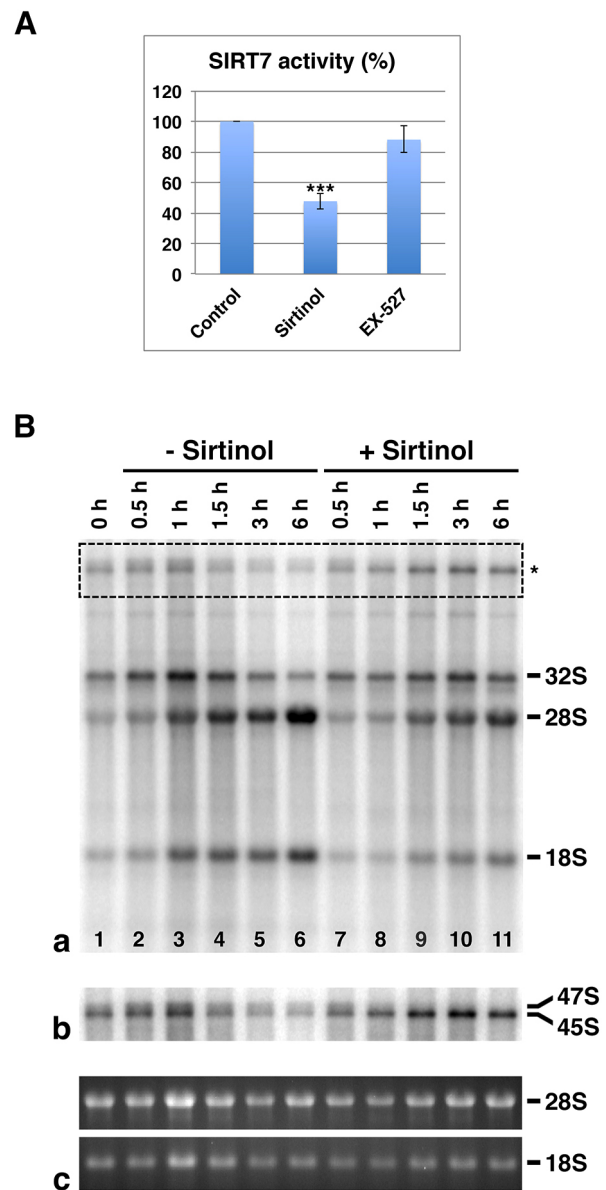 A
SIRT7 activity (%)
120
100
80
60
40
20
0
***
Control
Sirtinol
EX-527
B
- Sirtinol
+ Sirtinol
0 h
0.5 h
1 h
1.5 h
3 h
6 h
0.5 h
1 h
1.5 h
3 h
6 h
*
32S
28S
18S
a
1 2 3 4 5 6 7 8 9 10 11
b
47S
45S
28S
18S
c